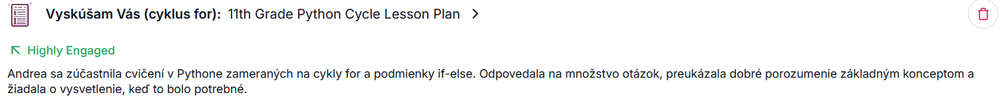 Vyskúšam Vás (cyklus for): 11th Grade Python Cycle Lesson Plan
Highly Engaged
Andrea sa zúčastnila cvičení v Pythone zameraných na cykly for a podmienky if-else. Odpovedala na množstvo otázok, preukázala dobré porozumenie základným konceptom a
žiadala o vysvetlenie, keď to bolo potrebné.